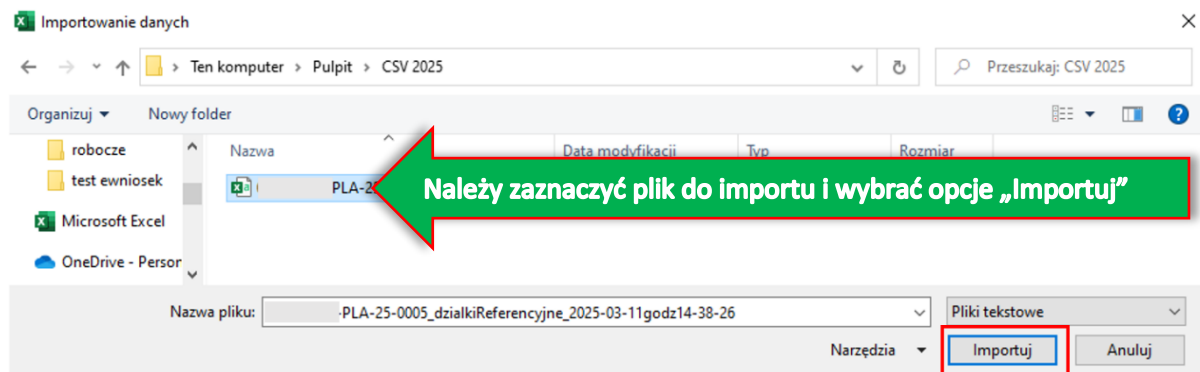 Importowanie danych
Ten komputer > Pulpit > CSV 2025
Przeszukaj: CSV 2025
Organizuj Nowy folder
robocze
Nazwa Data modyfikacji Typ Rozmiar
test ewniosek
PLA-2
Należy zaznaczyć plik do importu i wybrać opcje „Importuj”
Microsoft Excel
OneDrive - Person
Nazwa pliku: -PLA-25-0005_dzialkiReferencyjne_2025-03-11godz14-38-26 Pliki tekstowe
Narzędzia Importuj Anuluj